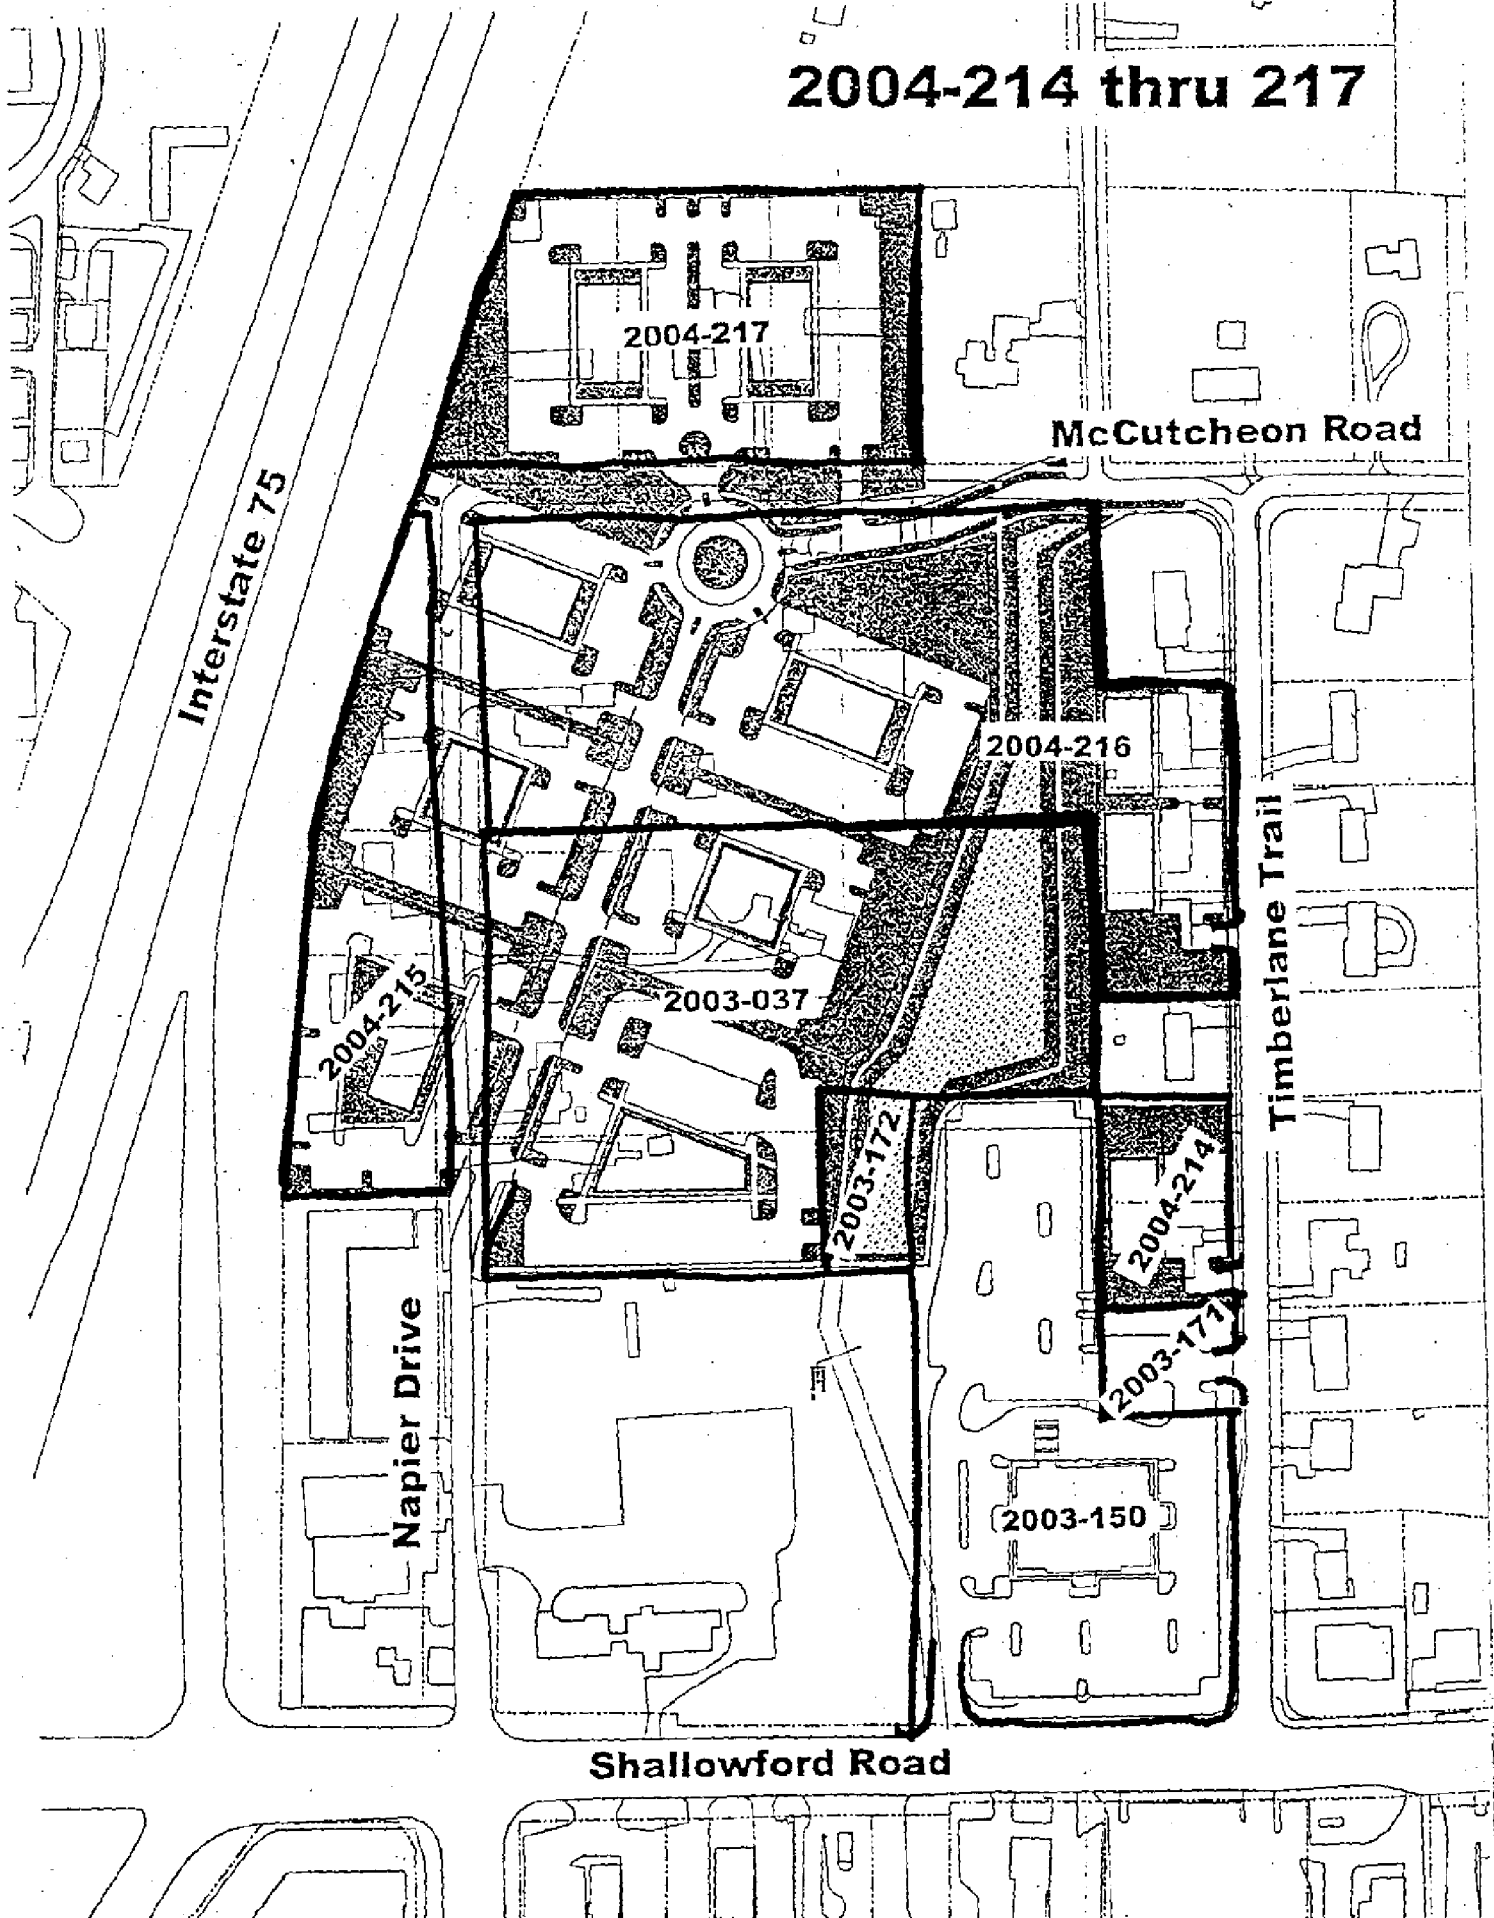 2004-214 thru 217
2004-217
McCutcheon Road
Interstate 75
2004-216
2004-215
2003-037
Timberlane Trail
2003-172
2004-214
2003-171
Napier Drive
2003-150
Shallowford Road